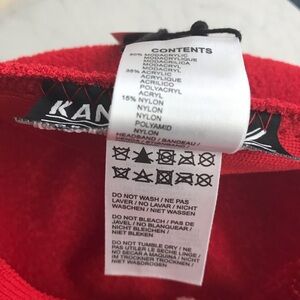 CONTENTS
MODACRYLIC
MODACRYLIQUE
MODACRILICA
MODACRYL
35% ACRYLIC
ACRYLIQUE
ACRILICO
POLYACRYL
ACRYL
15% NYLON
NYLON
NYLON
POLYAMID
NYLON
HEADBAND / BANDEAU /
KAN
DO NOT WASH / NE PAS
LAVER / NO LAVAR / NICHT
WASCHEN / NIET WASSEN
DO NOT BLEACH / PAS DE
JAVEL / NO BLANQUEAR /
NICHT BLEICHEN /
NIET BLEKEN
DO NOT TUMBLE DRY / NE
PAS UTILER LE SÉCHE LINGE /
NO SECAR A MAQUINA / NICHT
IM TROCKNER TROCKNEN /
NIET WASDROGEN